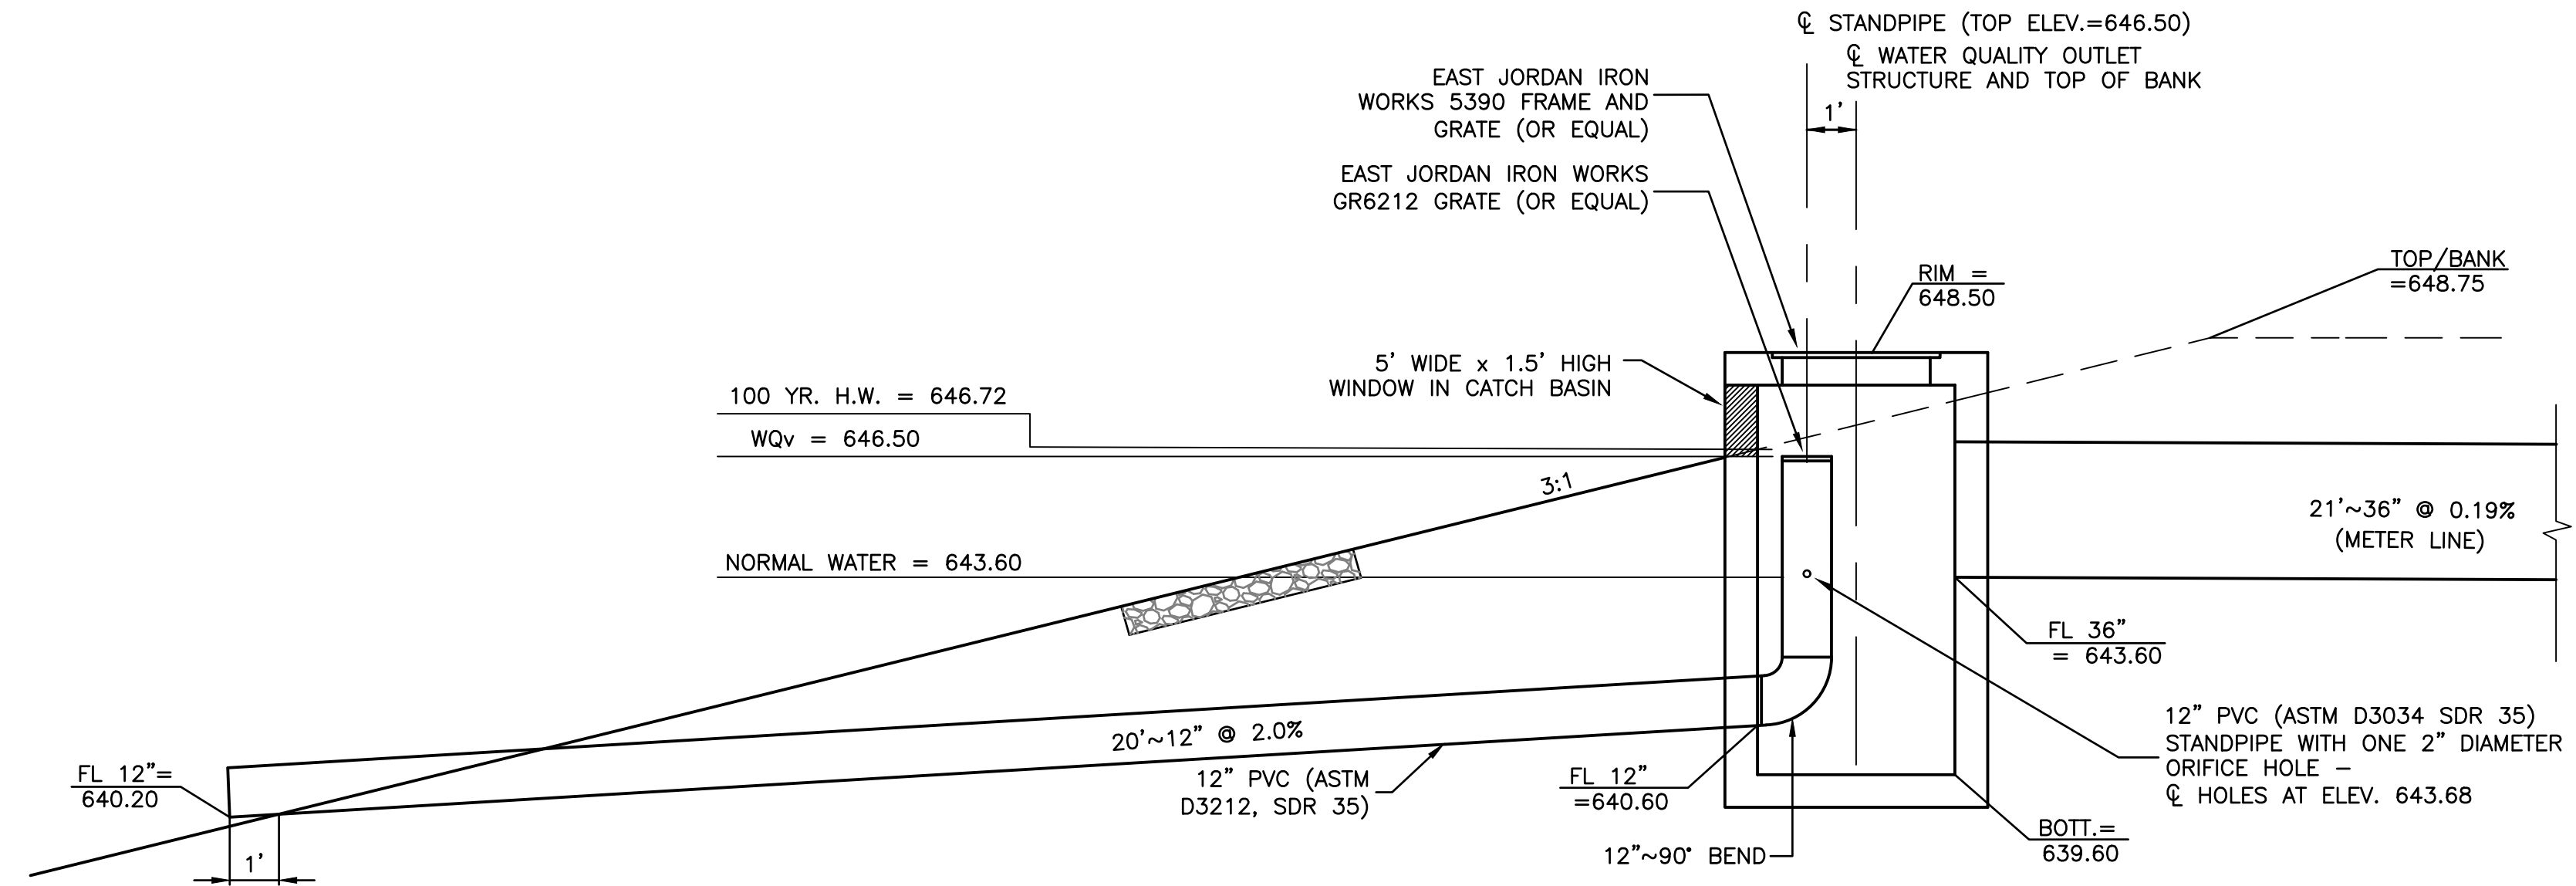 ℄ STANDPIPE (TOP ELEV.=646.50)
℄ WATER QUALITY OUTLET
STRUCTURE AND TOP OF BANK
1'
EAST JORDAN IRON
WORKS 5390 FRAME AND
GRATE (OR EQUAL)
EAST JORDAN IRON WORKS
GR6212 GRATE (OR EQUAL)
RIM =
648.50
TOP/BANK
=648.75
5' WIDE x 1.5' HIGH
WINDOW IN CATCH BASIN
100 YR. H.W. = 646.72
WQv = 646.50
3:1
NORMAL WATER = 643.60
21'~36" @ 0.19%
(METER LINE)
FL 36"
= 643.60
12" PVC (ASTM D3034 SDR 35)
STANDPIPE WITH ONE 2" DIAMETER
ORIFICE HOLE –
℄ HOLES AT ELEV. 643.68
20'~12" @ 2.0%
12" PVC (ASTM
D3212, SDR 35)
FL 12"=
640.20
FL 12"
=640.60
BOTT.=
639.60
12"~90° BEND
1'